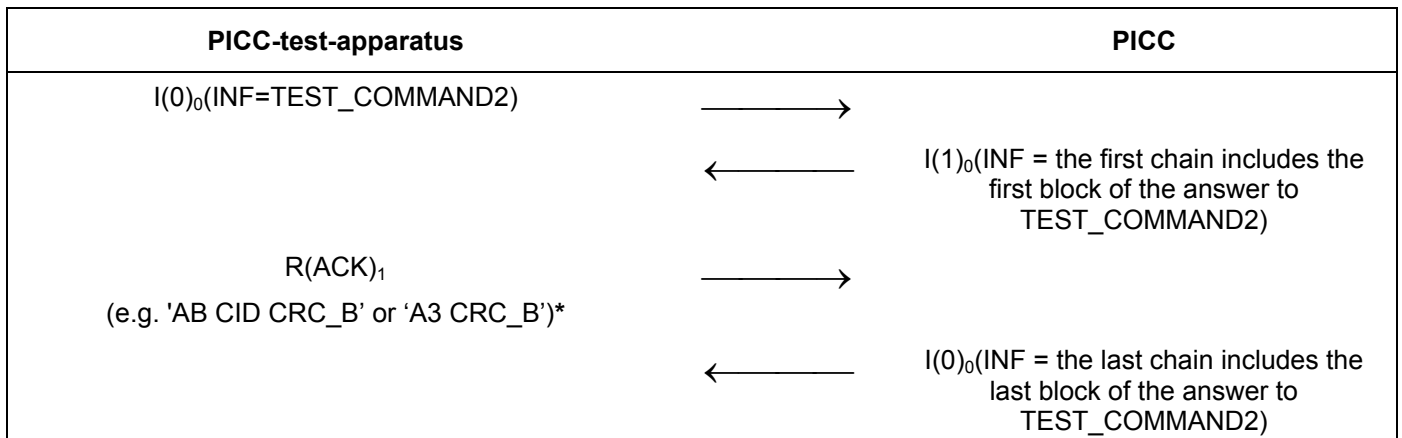 PICC-test-apparatus PICC
I(0)₀(INF=TEST_COMMAND2)
I(1)₀(INF = the first chain includes the
first block of the answer to
TEST_COMMAND2)
R(ACK)₁
(e.g. 'AB CID CRC_B’ or ‘A3 CRC_B’)*
I(0)₀(INF = the last chain includes the
last block of the answer to
TEST_COMMAND2)